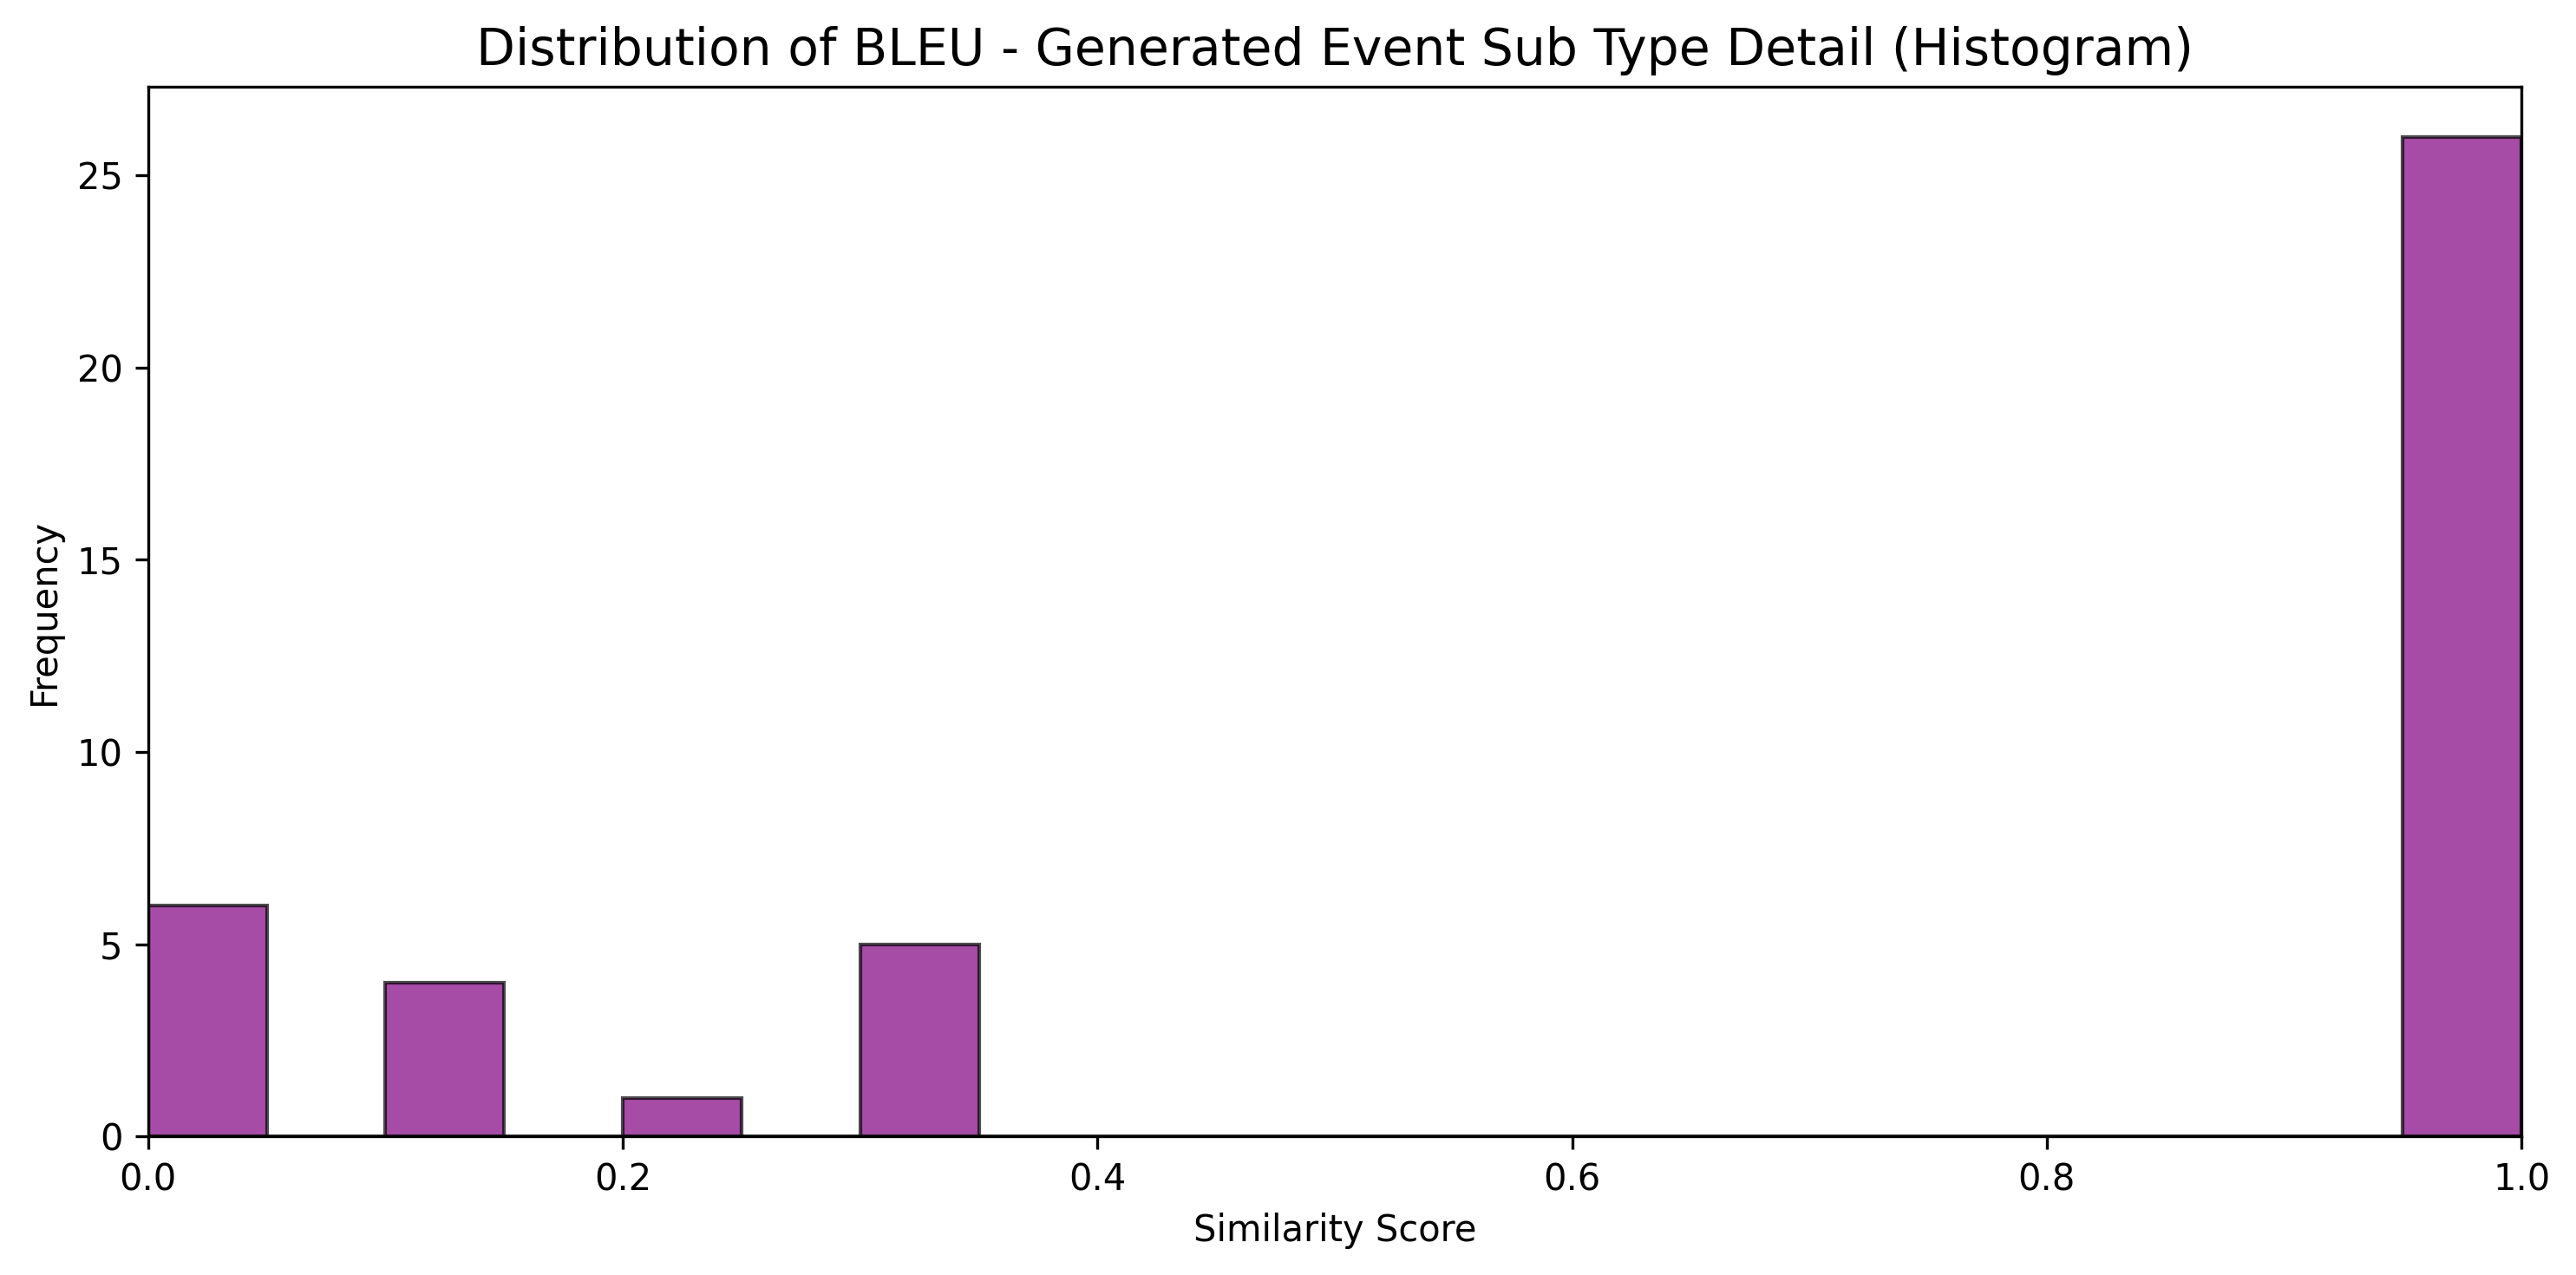 Distribution of BLEU - Generated Event Sub Type Detail (Histogram)
25
20
15
10
5
0
Frequency
0.0 0.2 0.4 0.6 0.8 1.0
Similarity Score